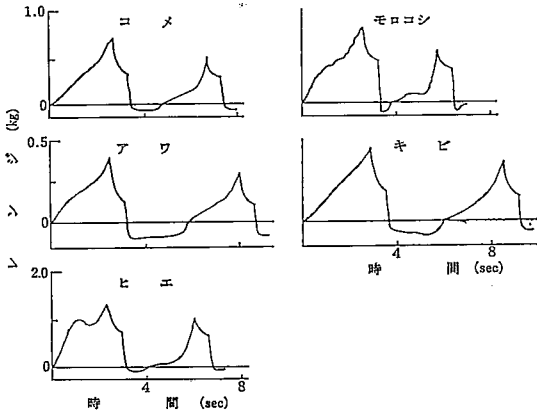 コメ
モロコシ
1.0
0
アワ
キビ
0.5
0
ヒエ
2.0
1
0
レンジ (kg)
4 8
時間 (sec)
4 8
時間 (sec)